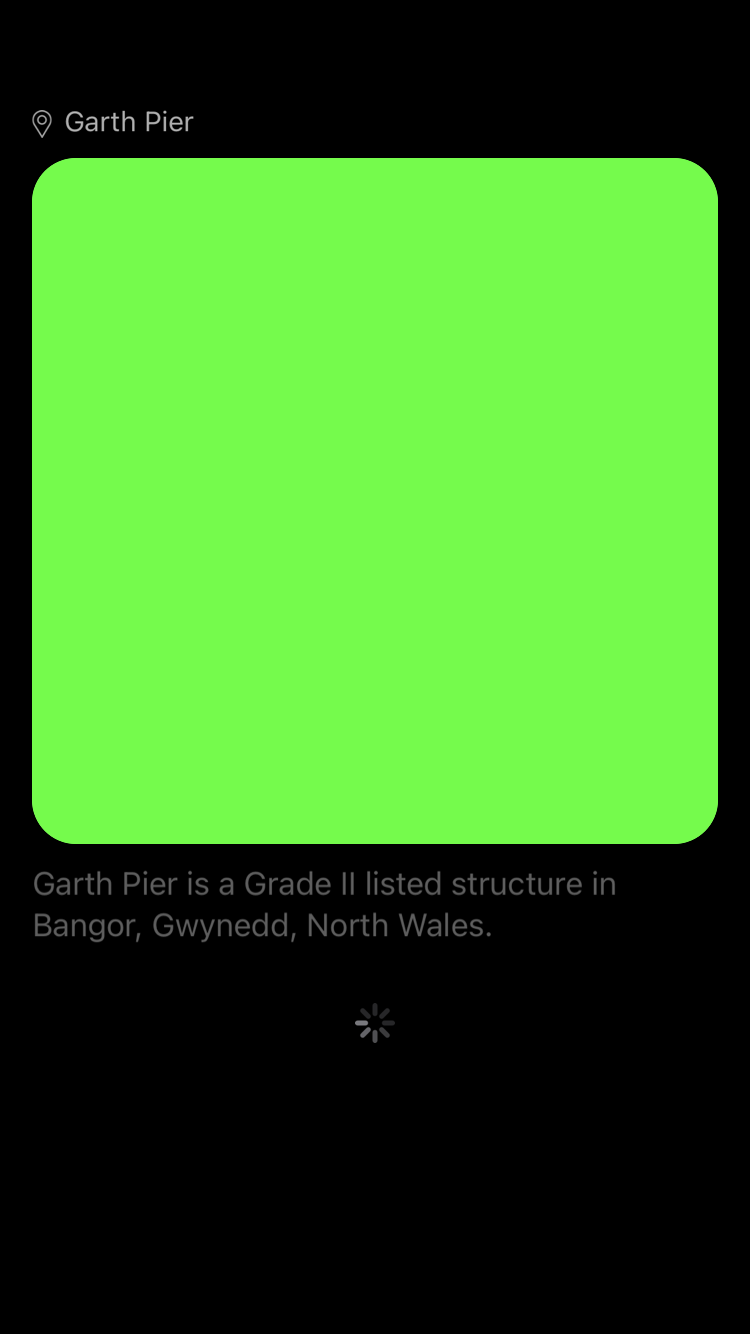 Garth Pier
Garth Pier is a Grade II listed structure in
Bangor, Gwynedd, North Wales.